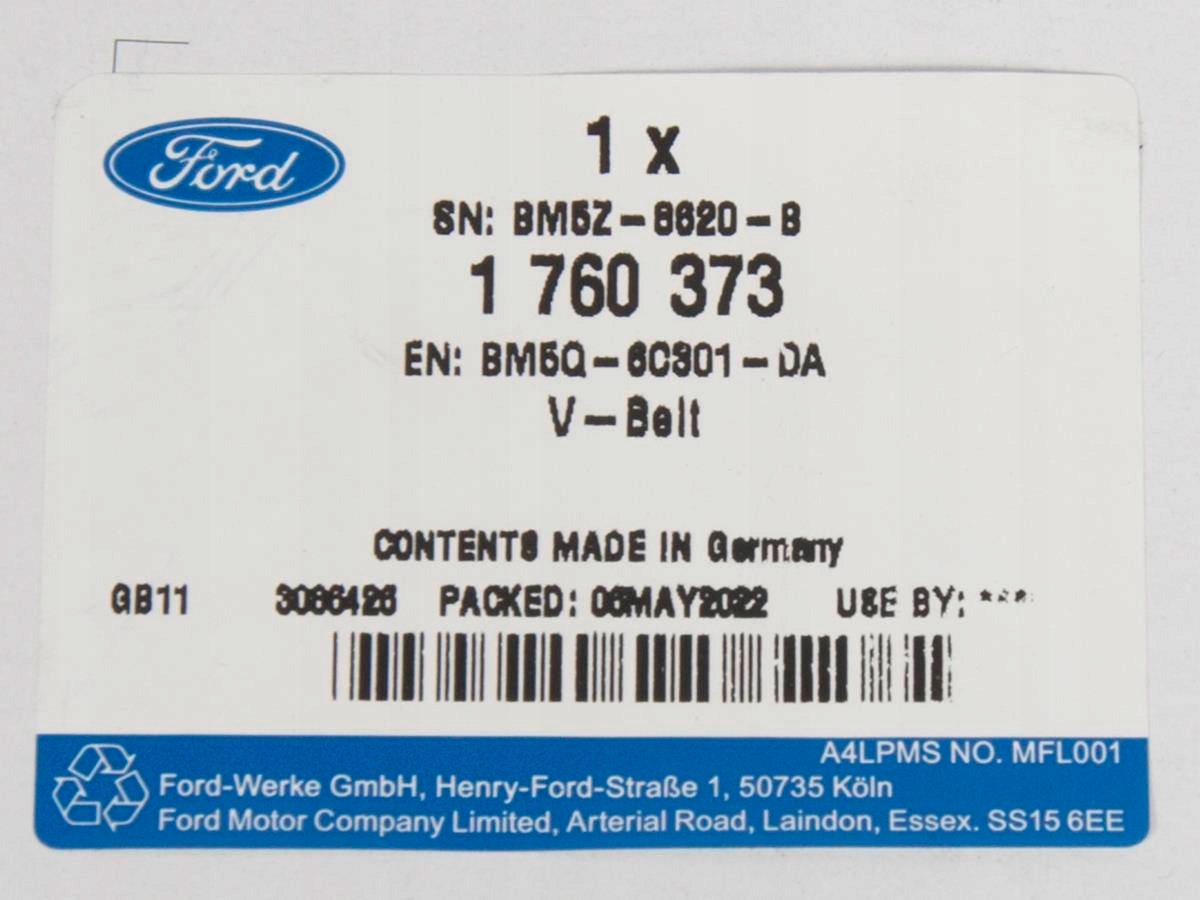 Ford
1 x
SN: BM5Z-8620-B
1 760 373
EN: BM5Q-6C301-DA
V-Belt
CONTENTS MADE IN Germany
GB11 3086426 PACKED: 06MAY2022 USE BY: ***
A4LPMS NO. MFL001
Ford-Werke GmbH, Henry-Ford-Straße 1, 50735 Köln
Ford Motor Company Limited, Arterial Road, Laindon, Essex. SS15 6EE